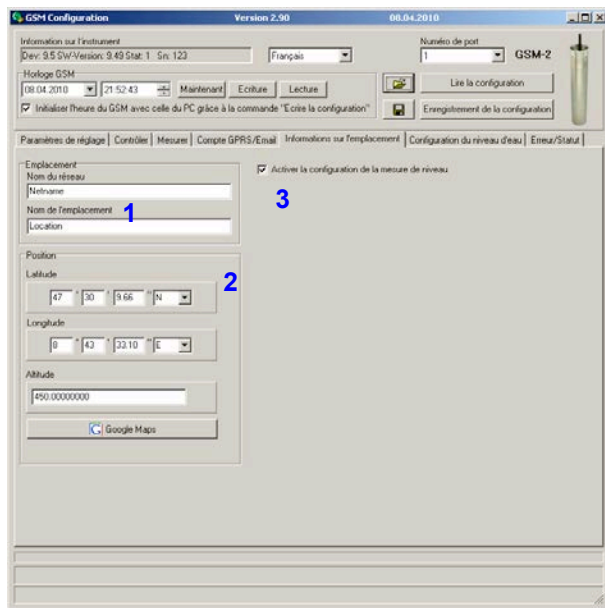 GSM Configuration Version 2.90 08.04.2010
Information sur l'instrument
Dev: 9.5 SW-Version: 9.49 Stat: 1 Sn: 123
Français
Numéro de port
1
GSM-2
Horloge GSM
08.04.2010 21:52:43 Maintenant Ecriture Lecture
Initialiser l'heure du GSM avec celle du PC grâce à la commande "Ecrire la configuration"
Lire la configuration
Enregistrement de la configuration
Paramètres de réglage Contrôler Mesurer Compte GPRS/Email Informations sur l'emplacement Configuration du niveau d'eau Erreur/Statut
Emplacement
Nom du réseau
Netname
Nom de l'emplacement
1
Location
Activer la configuration de la mesure de niveau
3
Position
2
Latitude
47 ° 30 ' 9.66 " N
Longitude
8 ° 43 ' 33.10 " E
Altitude
450.00000000
G Google Maps